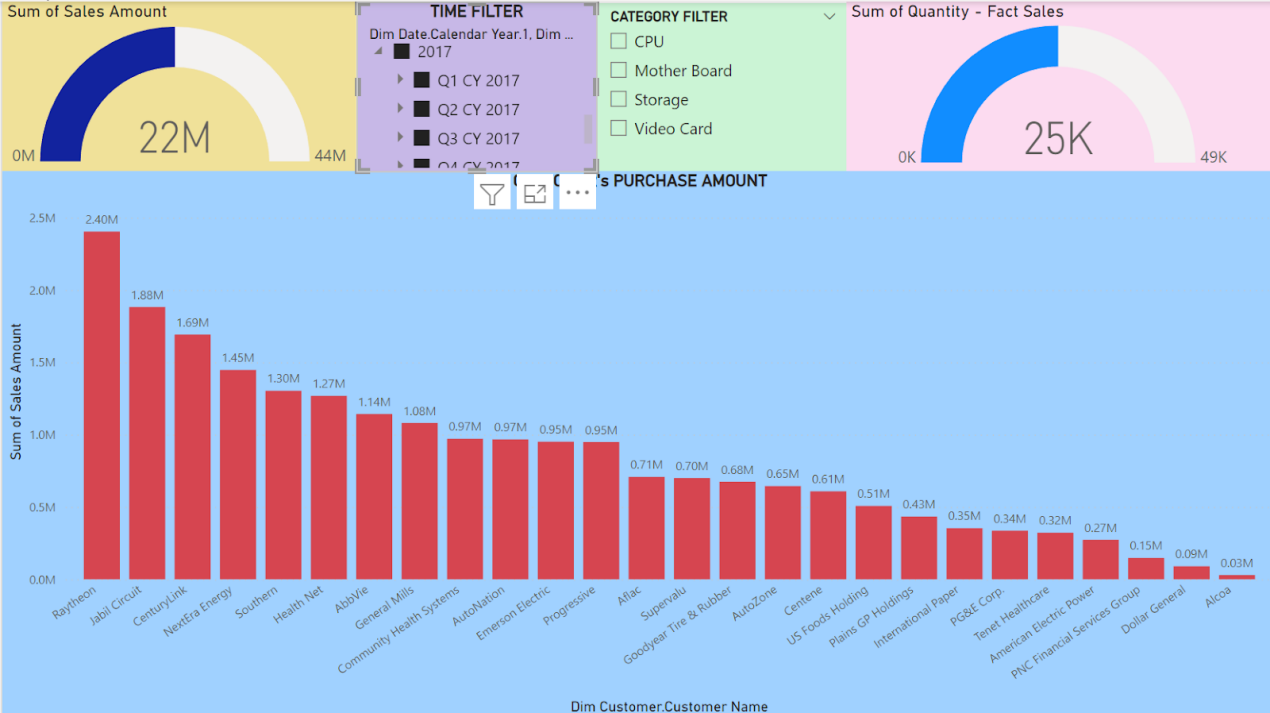 Sum of Sales Amount
22M
0M
44M
TIME FILTER
Dim Date.Calendar Year.1, Dim ...
2017
Q1 CY 2017
Q2 CY 2017
Q3 CY 2017
Q4 CY 2017
CATEGORY FILTER
CPU
Mother Board
Storage
Video Card
Sum of Quantity - Fact Sales
25K
0K
49K
's PURCHASE AMOUNT
Sum of Sales Amount
2.5M
2.0M
1.5M
1.0M
0.5M
0.0M
2.40M
1.88M
1.69M
1.45M
1.30M
1.27M
1.14M
1.08M
0.97M
0.97M
0.95M
0.95M
0.71M
0.70M
0.68M
0.65M
0.61M
0.51M
0.43M
0.35M
0.34M
0.32M
0.27M
0.15M
0.09M
0.03M
Raytheon
Jabil Circuit
CenturyLink
NextEra Energy
Southern
Health Net
AbbVie
General Mills
Community Health Systems
AutoNation
Emerson Electric
Progressive
Aflac
Supervalu
Goodyear Tire & Rubber
AutoZone
Centene
US Foods Holding
Plains GP Holdings
International Paper
PG&E Corp.
Tenet Healthcare
American Electric Power
PNC Financial Services Group
Dollar General
Alcoa
Dim Customer.Customer Name